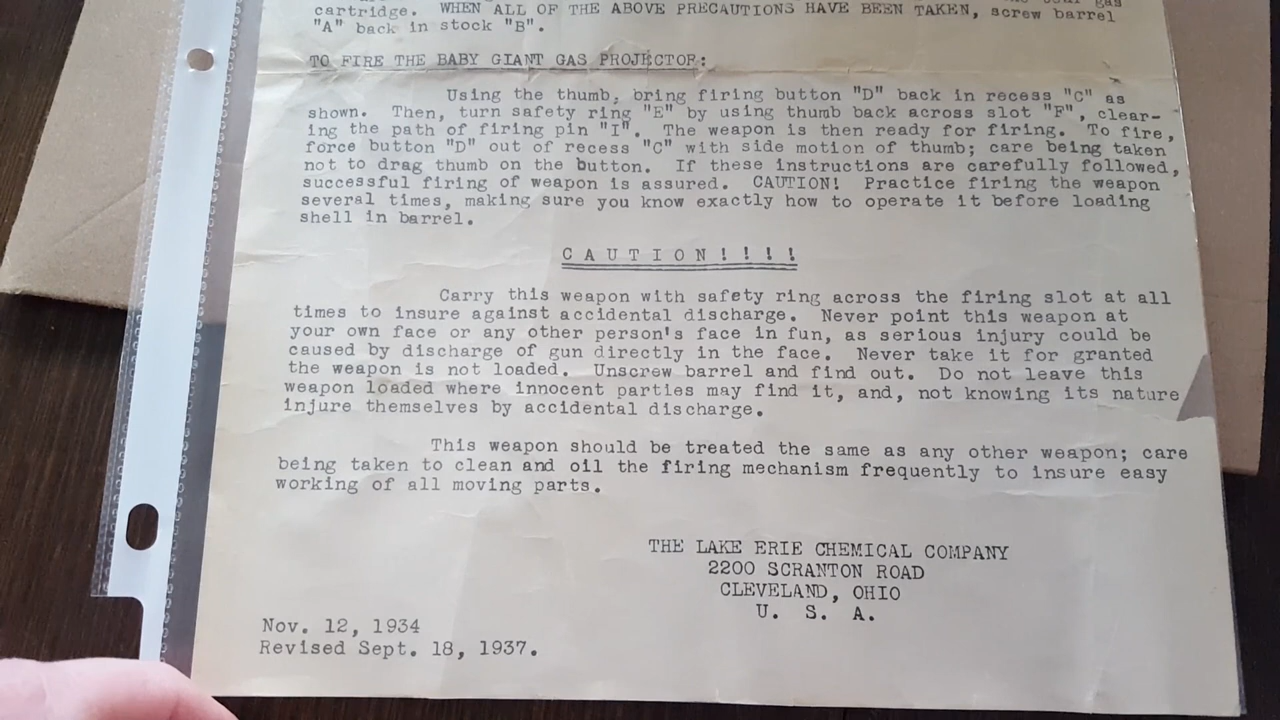 cartridge. WHEN ALL OF THE ABOVE PRECAUTIONS HAVE BEEN TAKEN, screw barrel
"A" back in stock "B".
TO FIRE THE BABY GIANT GAS PROJECTOR:
Using the thumb, bring firing button "D" back in recess "C" as
shown. Then, turn safety ring "E" by using thumb back across slot "F", clear-
ing the path of firing pin "I". The weapon is then ready for firing. To fire,
force button "D" out of recess "C" with side motion of thumb; care being taken
not to drag thumb on the button. If these instructions are carefully followed,
successful firing of weapon is assured. CAUTION! Practice firing the weapon
several times, making sure you know exactly how to operate it before loading
shell in barrel.
C A U T I O N ! ! ! !
Carry this weapon with safety ring across the firing slot at all
times to insure against accidental discharge. Never point this weapon at
your own face or any other person's face in fun, as serious injury could be
caused by discharge of gun directly in the face. Never take it for granted
the weapon is not loaded. Unscrew barrel and find out. Do not leave this
weapon loaded where innocent parties may find it, and, not knowing its nature
injure themselves by accidental discharge.
This weapon should be treated the same as any other weapon; care
being taken to clean and oil the firing mechanism frequently to insure easy
working of all moving parts.
THE LAKE ERIE CHEMICAL COMPANY
2200 SCRANTON ROAD
CLEVELAND, OHIO
U. S. A.
Nov. 12, 1934
Revised Sept. 18, 1937.